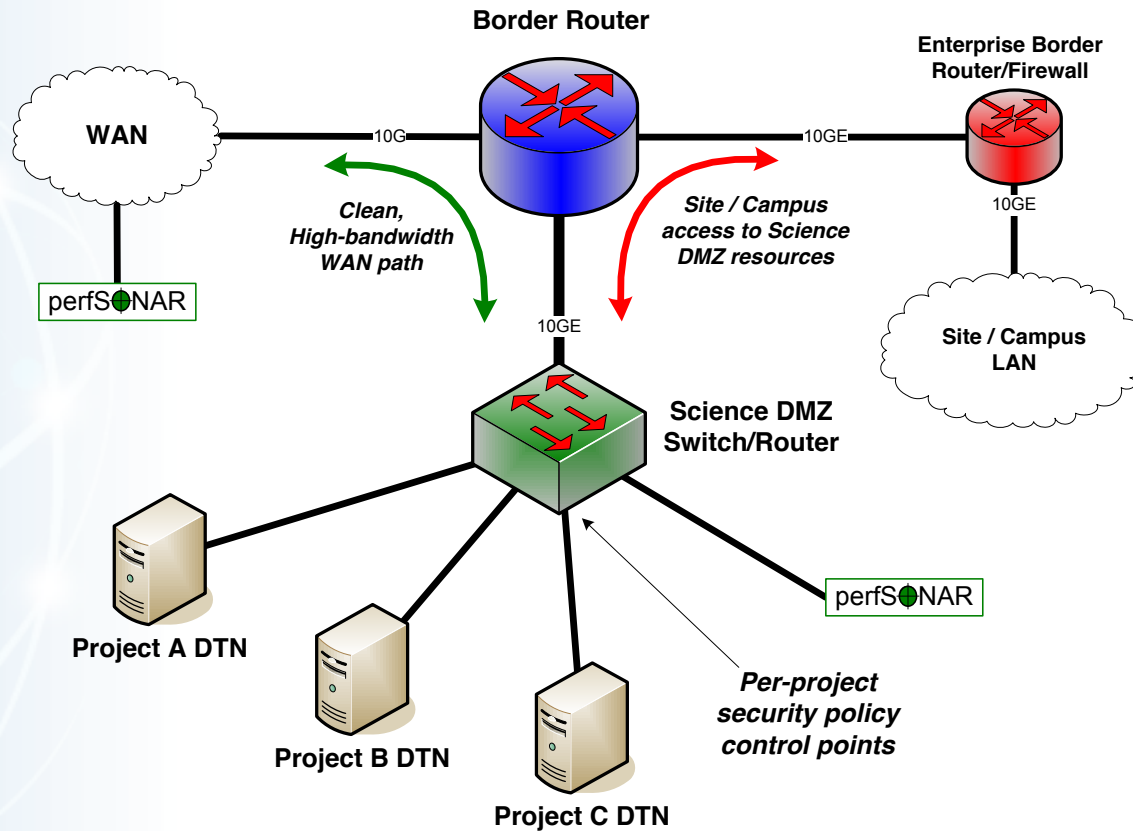 Border Router
Enterprise Border
Router/Firewall
WAN
10G
10GE
10GE
Clean,
High-bandwidth
WAN path
Site / Campus
access to Science
DMZ resources
perfSONAR
10GE
Site / Campus
LAN
Science DMZ
Switch/Router
perfSONAR
Project A DTN
Project B DTN
Project C DTN
Per-project
security policy
control points